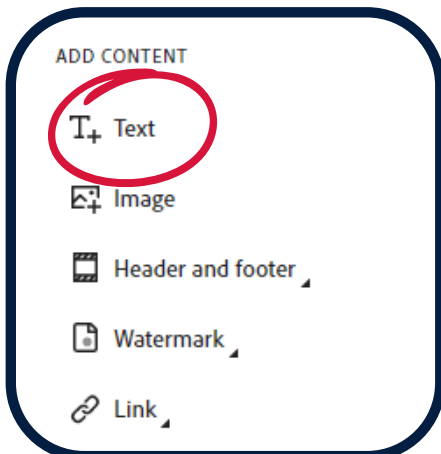 ADD CONTENT
Text
Image
Header and footer
Watermark
Link